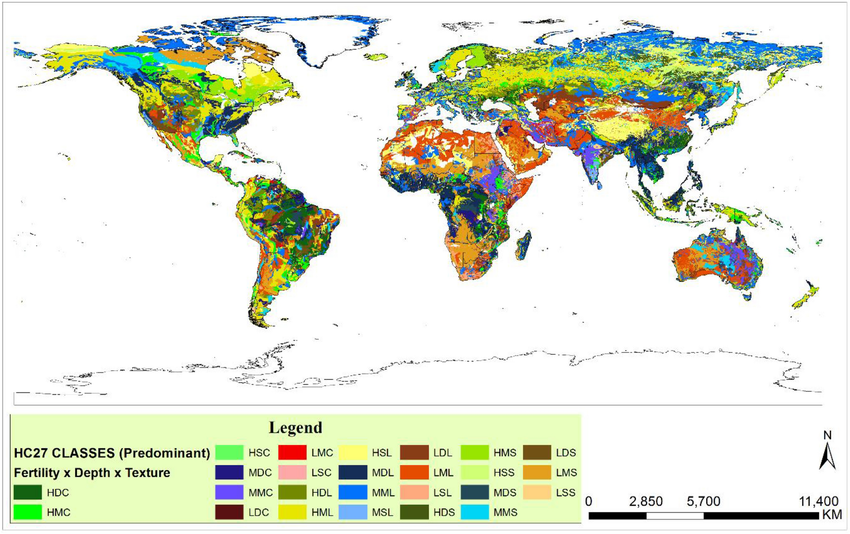 Legend
HC27 CLASSES (Predominant)
Fertility x Depth x Texture
HDC
HMC
HSC
MDC
MMC
LDC
LMC
LSC
HDL
HML
HSL
MDL
MML
MSL
LDL
LML
LSL
HDS
HMS
HSS
MDS
MMS
LDS
LMS
LSS
N
0 2,850 5,700 11,400
KM